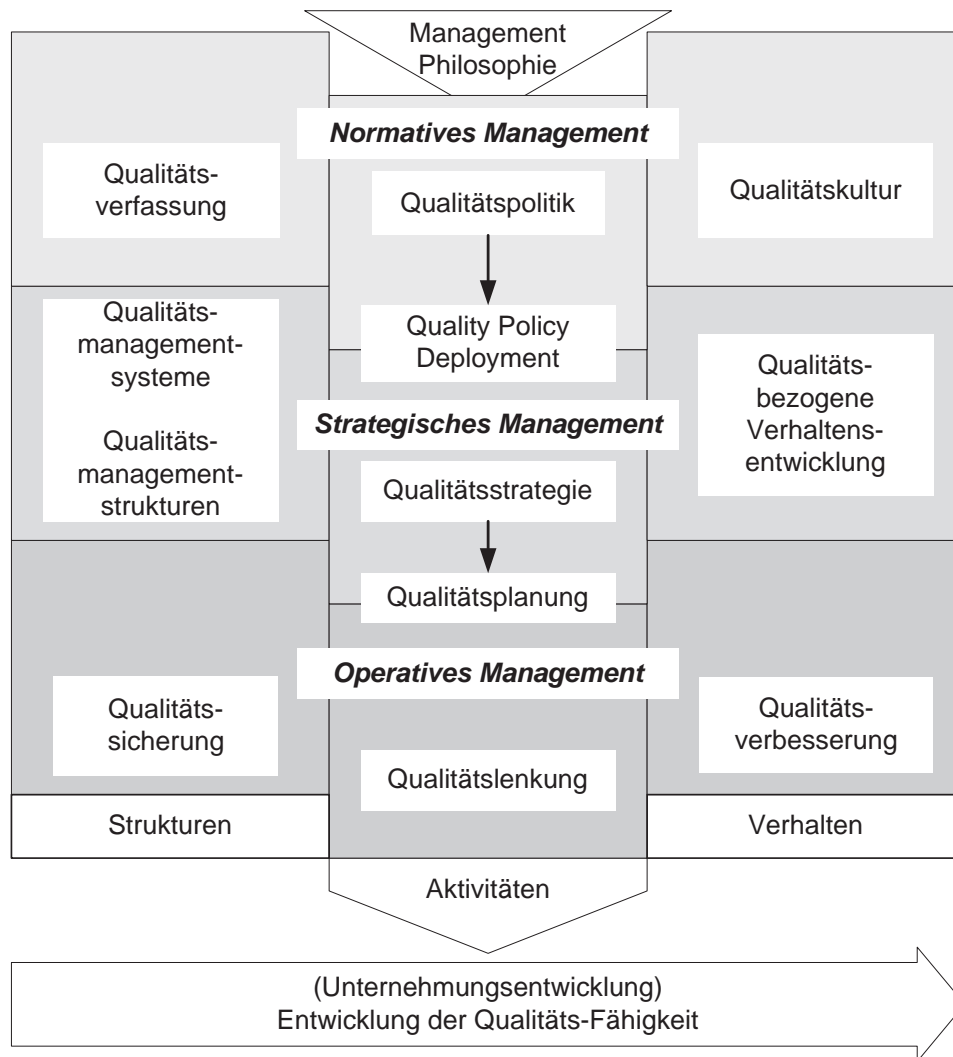 Management
Philosophie
Normatives Management
Qualitäts-
verfassung
Qualitätspolitik
Qualitätskultur
Qualitäts-
management-
systeme
Qualitäts-
management-
strukturen
Quality Policy
Deployment
Strategisches Management
Qualitätsstrategie
Qualitätsplanung
Qualitäts-
bezogene
Verhaltens-
entwicklung
Operatives Management
Qualitäts-
sicherung
Qualitätslenkung
Qualitäts-
verbesserung
Strukturen
Verhalten
Aktivitäten
(Unternehmungsentwicklung)
Entwicklung der Qualitäts-Fähigkeit